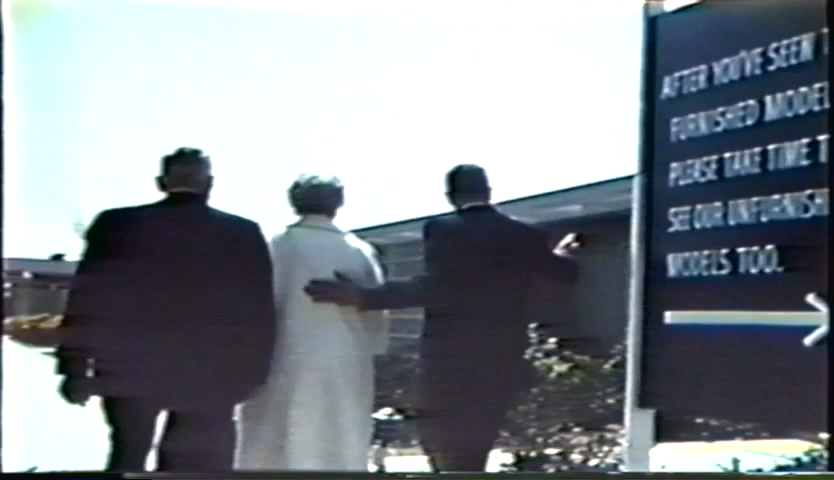 AFTER YOU'VE SEEN T
FURNISHED MODEL
PLEASE TAKE TIME T
SEE OUR UNFURNISH
MODELS TOO.